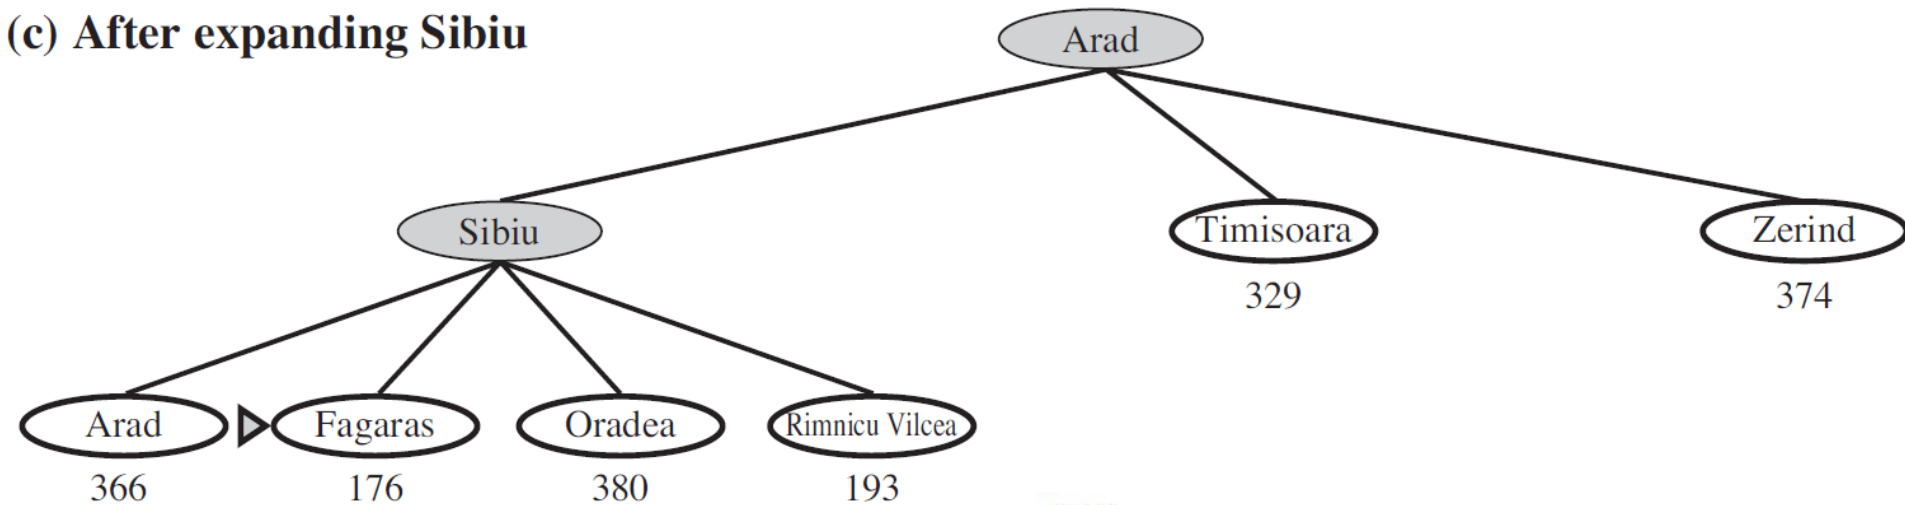 (c) After expanding Sibiu
Arad
Sibiu
Timisoara
Zerind
329
374
Arad
Fagaras
Oradea
Rimnicu Vilcea
366
176
380
193